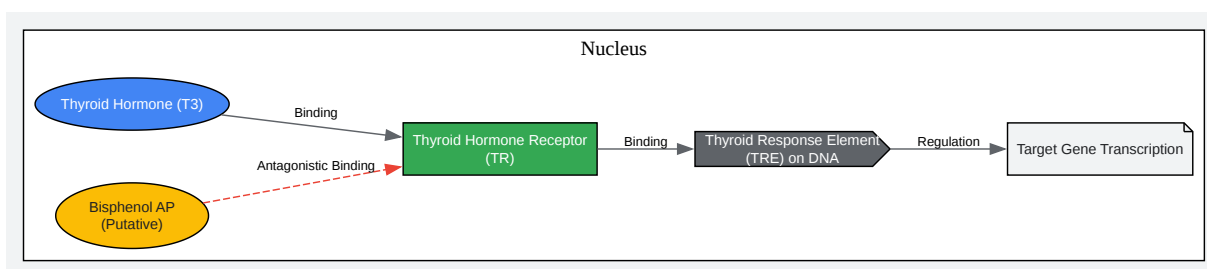 Nucleus
Thyroid Hormone (T3)
Binding
Antagonistic Binding
Bisphenol AP
(Putative)
Thyroid Hormone Receptor
(TR)
Binding
Thyroid Response Element
(TRE) on DNA
Regulation
Target Gene Transcription